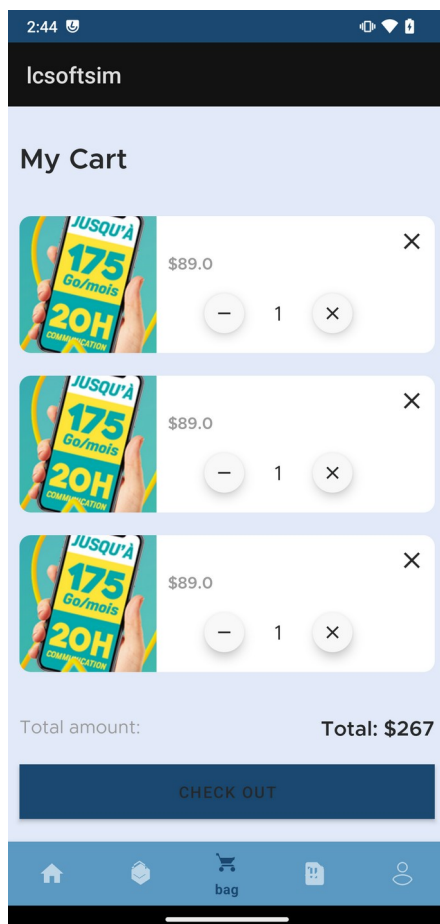 2:44
lcsoftsim
My Cart
JUSQU'À
175
Go/mois
20H
COMMUNICATION
$89.0
1
JUSQU'À
175
Go/mois
20H
COMMUNICATION
$89.0
1
JUSQU'À
175
Go/mois
20H
COMMUNICATION
$89.0
1
Total amount: Total: $267
CHECK OUT
bag